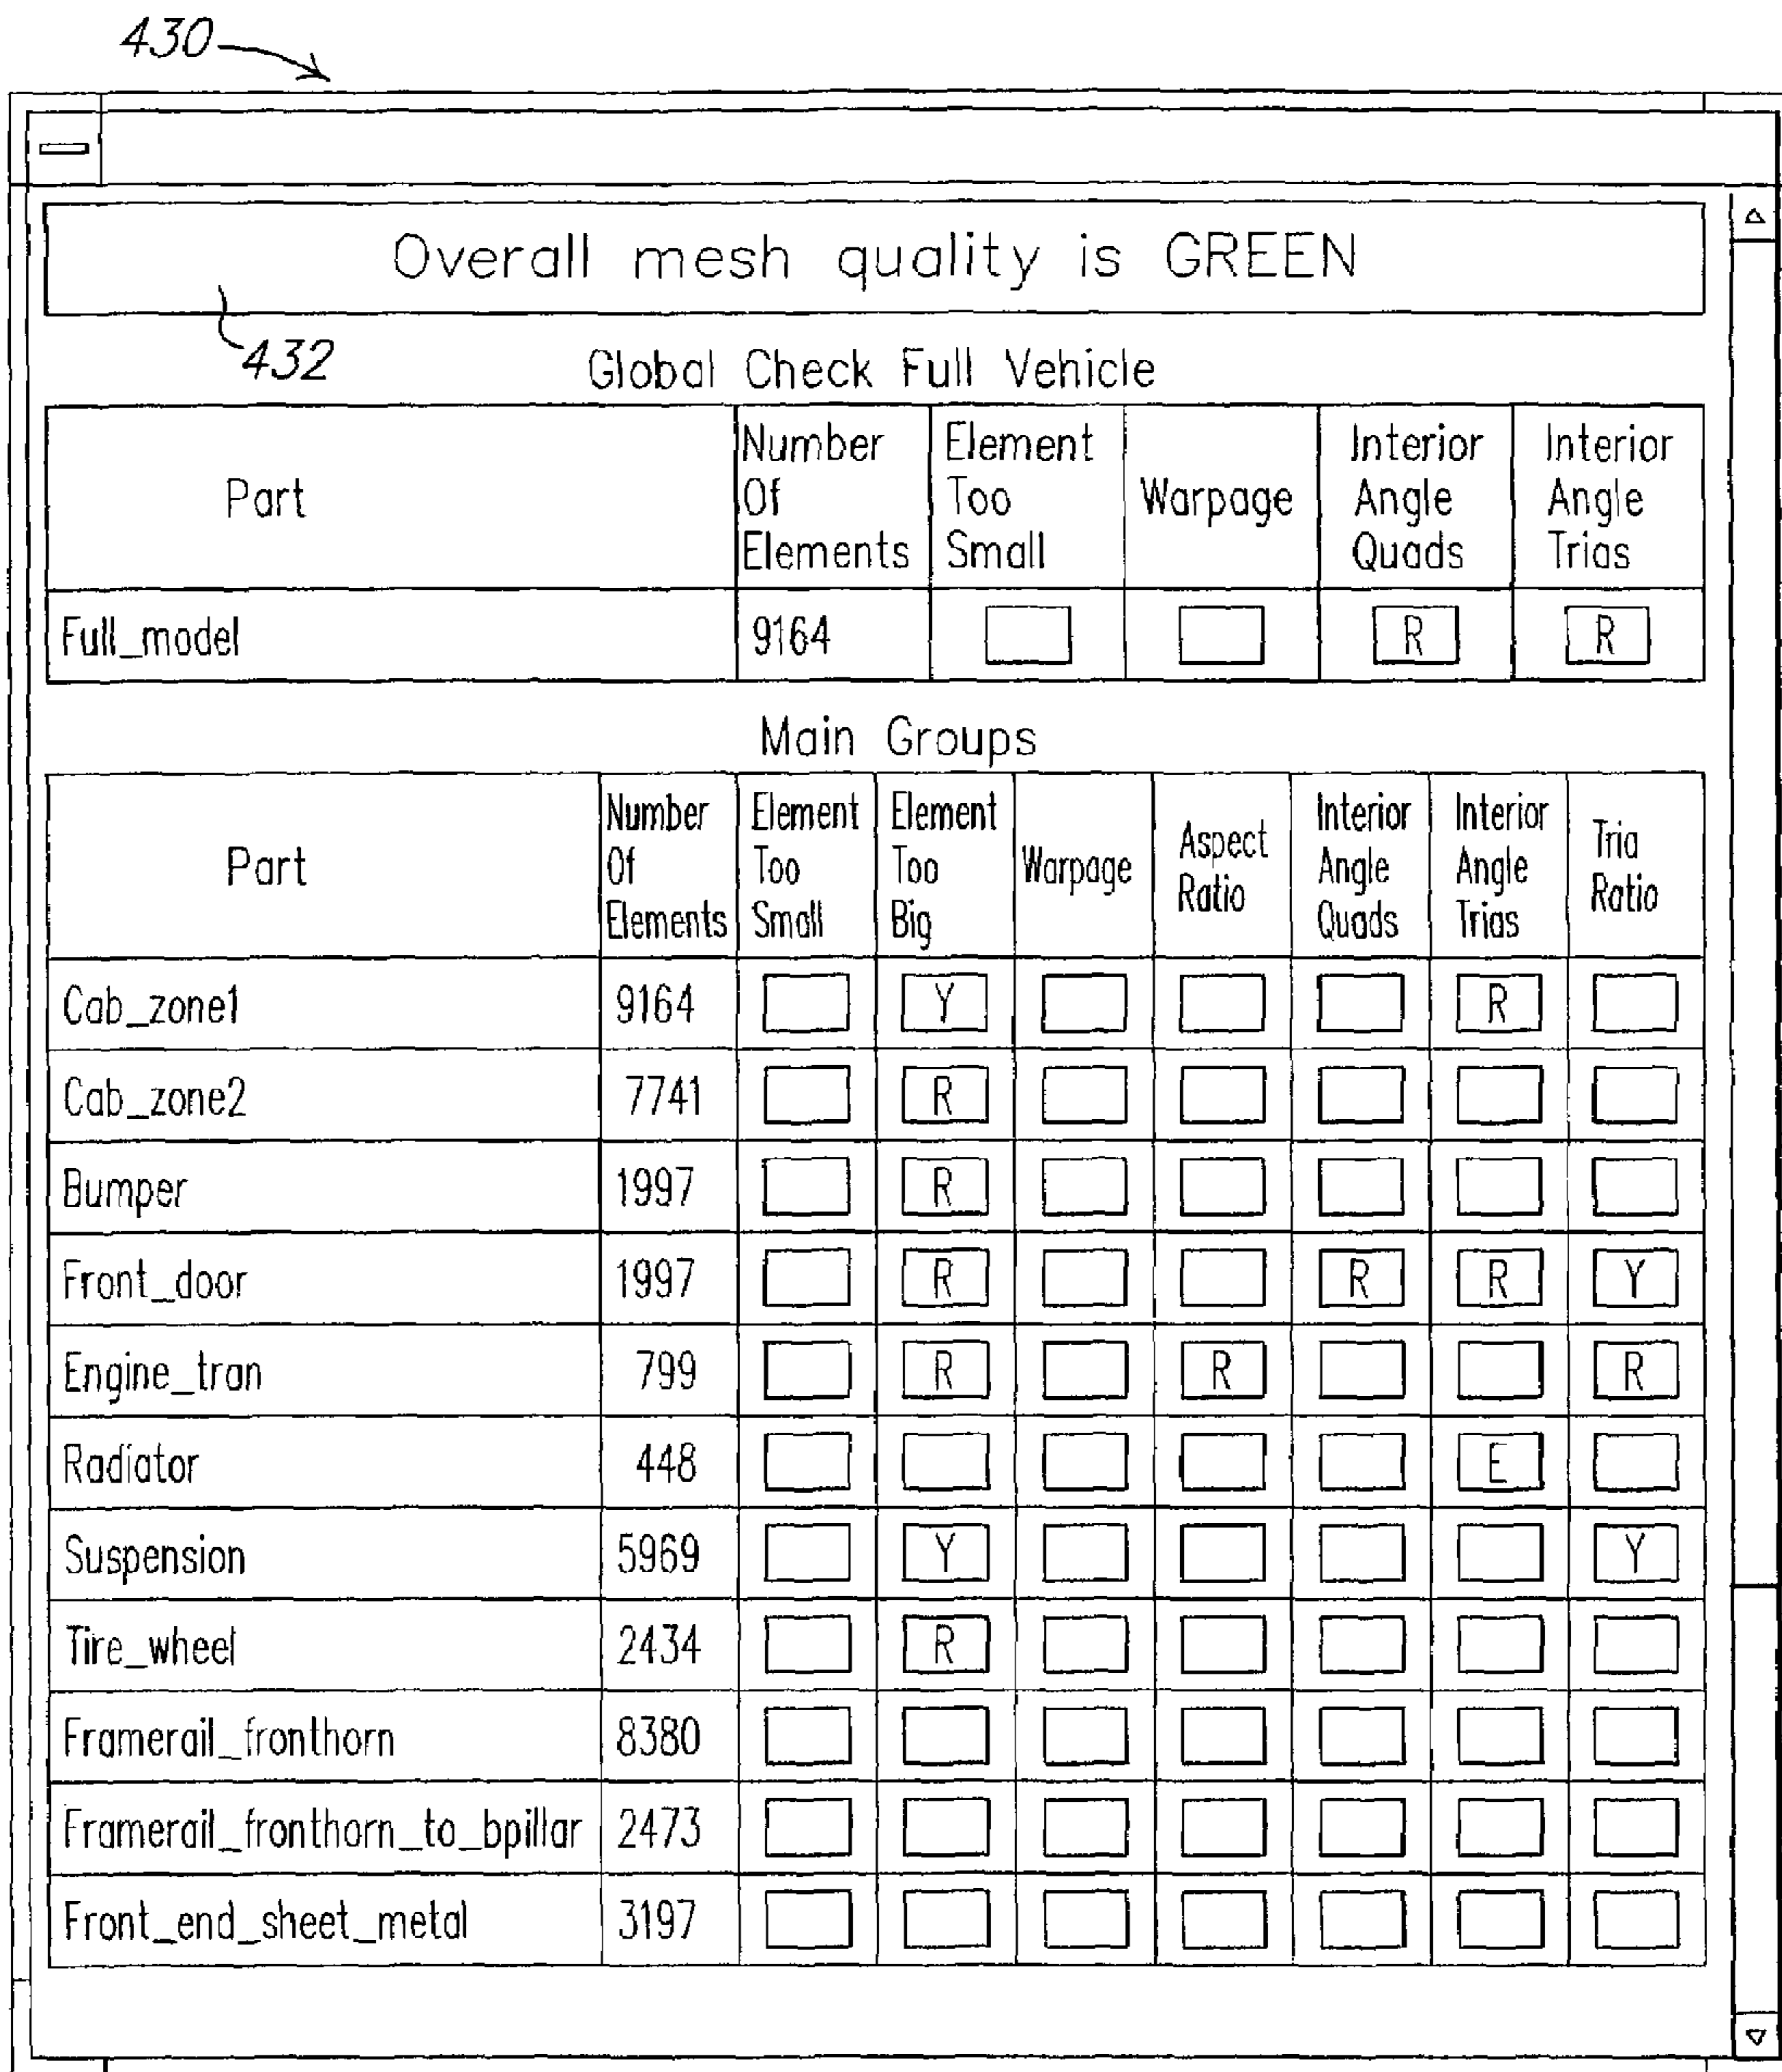 430
Overall mesh quality is GREEN
432
Global Check Full Vehicle
Part Number Of Elements Element Too Small Warpage Interior Angle Quads Interior Angle Trias
Full_model 9164 R R
Main Groups
Part Number Of Elements Element Too Small Element Too Big Warpage Aspect Ratio Interior Angle Quads Interior Angle Trias Tria Ratio
Cab_zone1 9164 Y R
Cab_zone2 7741 R
Bumper 1997 R
Front_door 1997 R R R Y
Engine_tran 799 R R R
Radiator 448 E
Suspension 5969 Y Y
Tire_wheel 2434 R
Framerail_fronthorn 8380
Framerail_fronthorn_to_bpillar 2473
Front_end_sheet_metal 3197